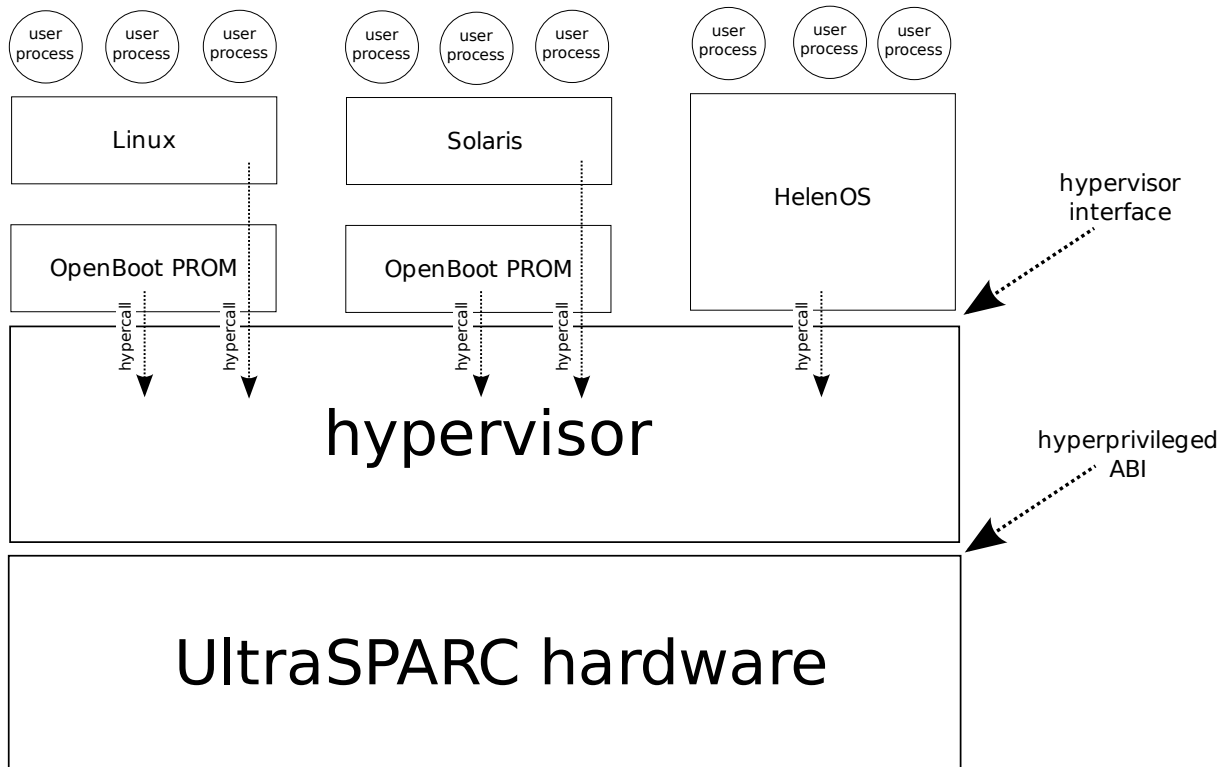 user
process
user
process
user
process
user
process
user
process
user
process
user
process
user
process
user
process
Linux
Solaris
HelenOS
hypervisor
interface
OpenBoot PROM
OpenBoot PROM
hypercall
hypercall
hypercall
hypercall
hypercall
hypervisor
hyperprivileged
ABI
UltraSPARC hardware